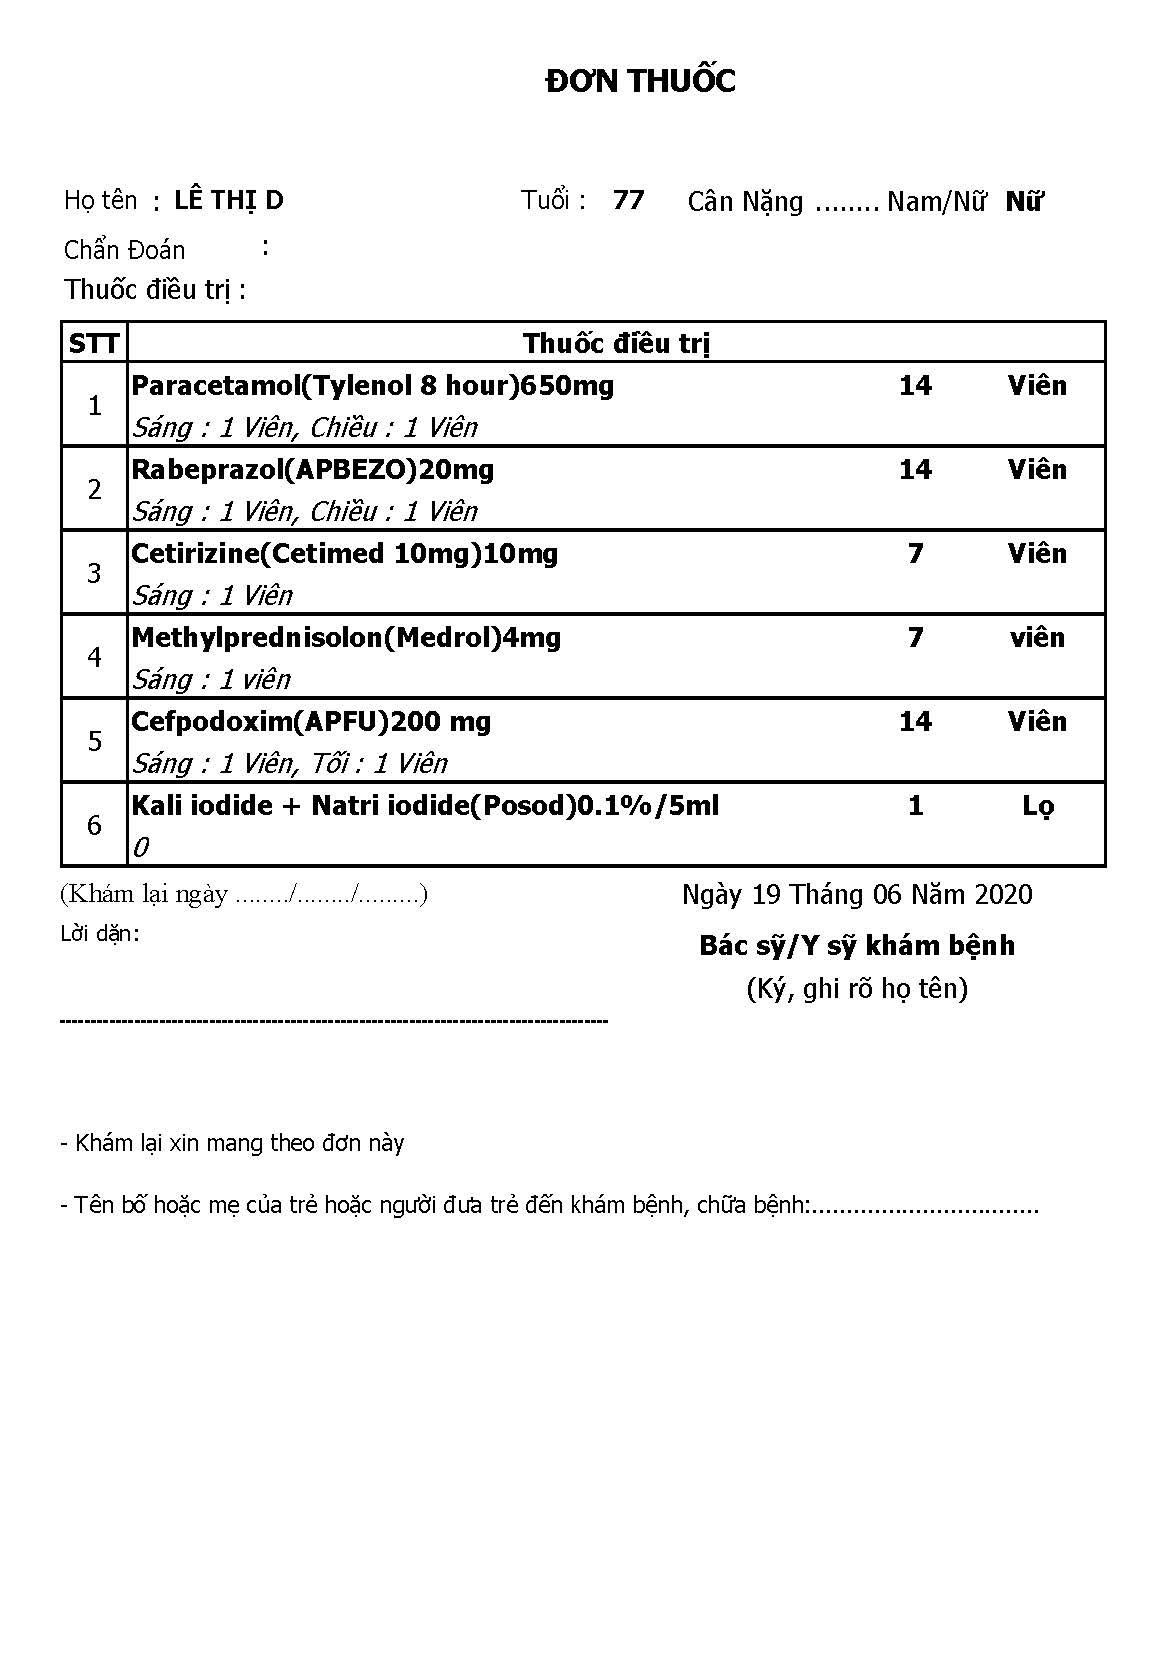 ĐƠN THUỐC
Họ tên : LÊ THỊ D Tuổi : 77 Cân Nặng ........ Nam/Nữ Nữ
Chẩn Đoán :
Thuốc điều trị :
STT Thuốc điều trị
1 Paracetamol(Tylenol 8 hour)650mg 14 Viên
Sáng : 1 Viên, Chiều : 1 Viên
2 Rabeprazol(APBEZO)20mg 14 Viên
Sáng : 1 Viên, Chiều : 1 Viên
3 Cetirizine(Cetimed 10mg)10mg 7 Viên
Sáng : 1 Viên
4 Methylprednisolon(Medrol)4mg 7 viên
Sáng : 1 viên
5 Cefpodoxim(APFU)200 mg 14 Viên
Sáng : 1 Viên, Tối : 1 Viên
6 Kali iodide + Natri iodide(Posod)0.1%/5ml 1 Lọ
0
(Khám lại ngày ......../......../.........) Ngày 19 Tháng 06 Năm 2020
Lời dặn:
Bác sỹ/Y sỹ khám bệnh
(Ký, ghi rõ họ tên)
- Khám lại xin mang theo đơn này
- Tên bố hoặc mẹ của trẻ hoặc người đưa trẻ đến khám bệnh, chữa bệnh:.................................